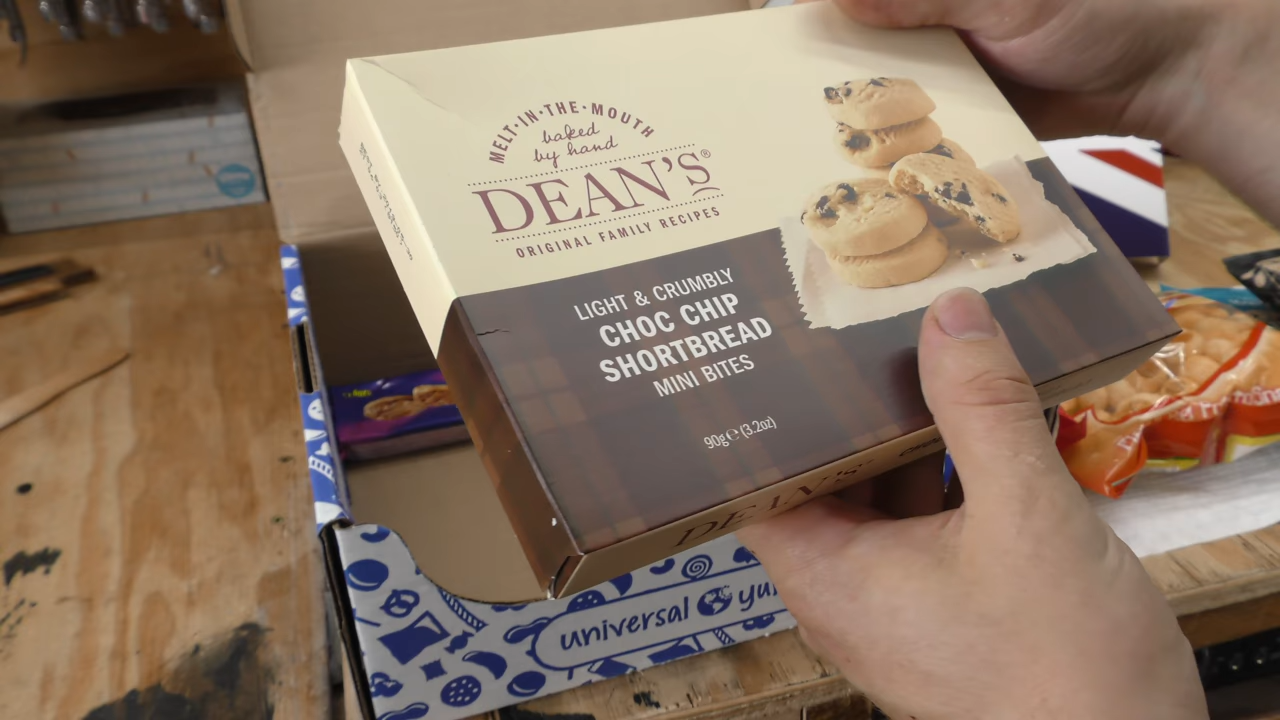 MELT·IN·THE·MOUTH
baked
by hand
DEAN'S®
ORIGINAL FAMILY RECIPES
LIGHT & CRUMBLY
CHOC CHIP
SHORTBREAD
MINI BITES
90g℮ (3.2oz)
DEAN'S
universal